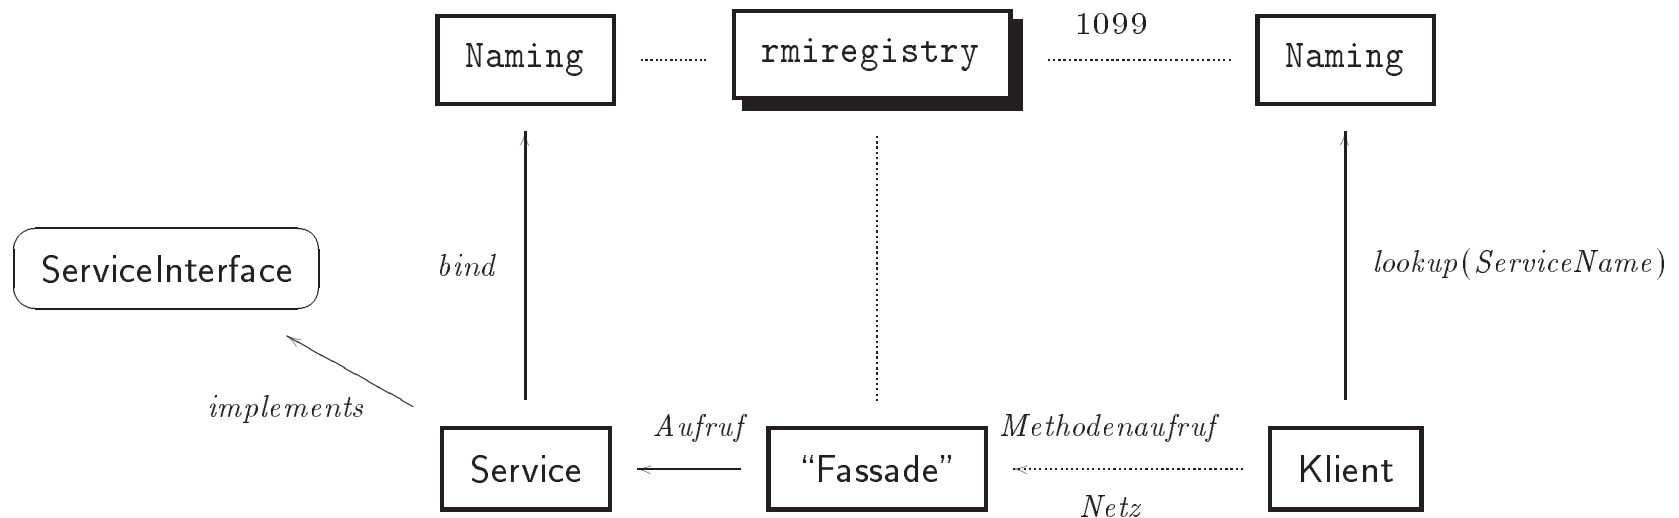 1099
Naming
rmiregistry
Naming
ServiceInterface
bind
lookup(ServiceName)
implements
Aufruf
Methodenaufruf
Service
“Fassade”
Klient
Netz